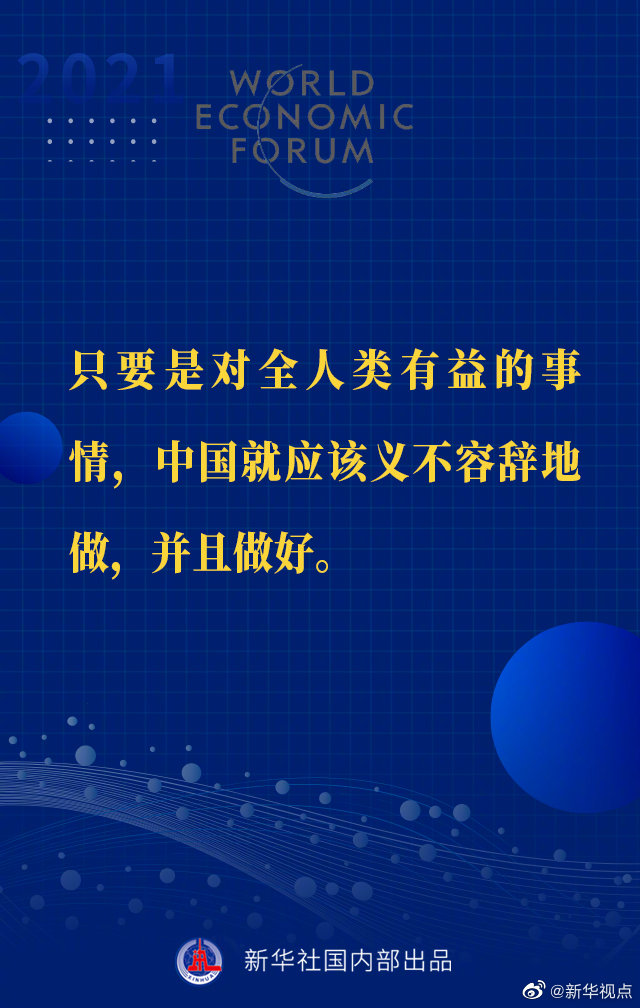 2021
WORLD
ECONOMIC
FORUM
只要是对全人类有益的事
情，中国就应该义不容辞地
做，并且做好。
XINHUA
新华社国内部出品
@新华视点